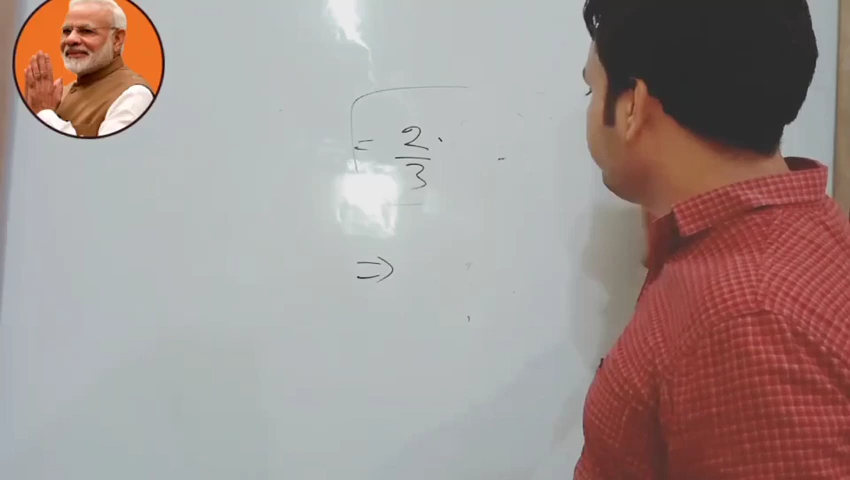 = 2/3
⇒